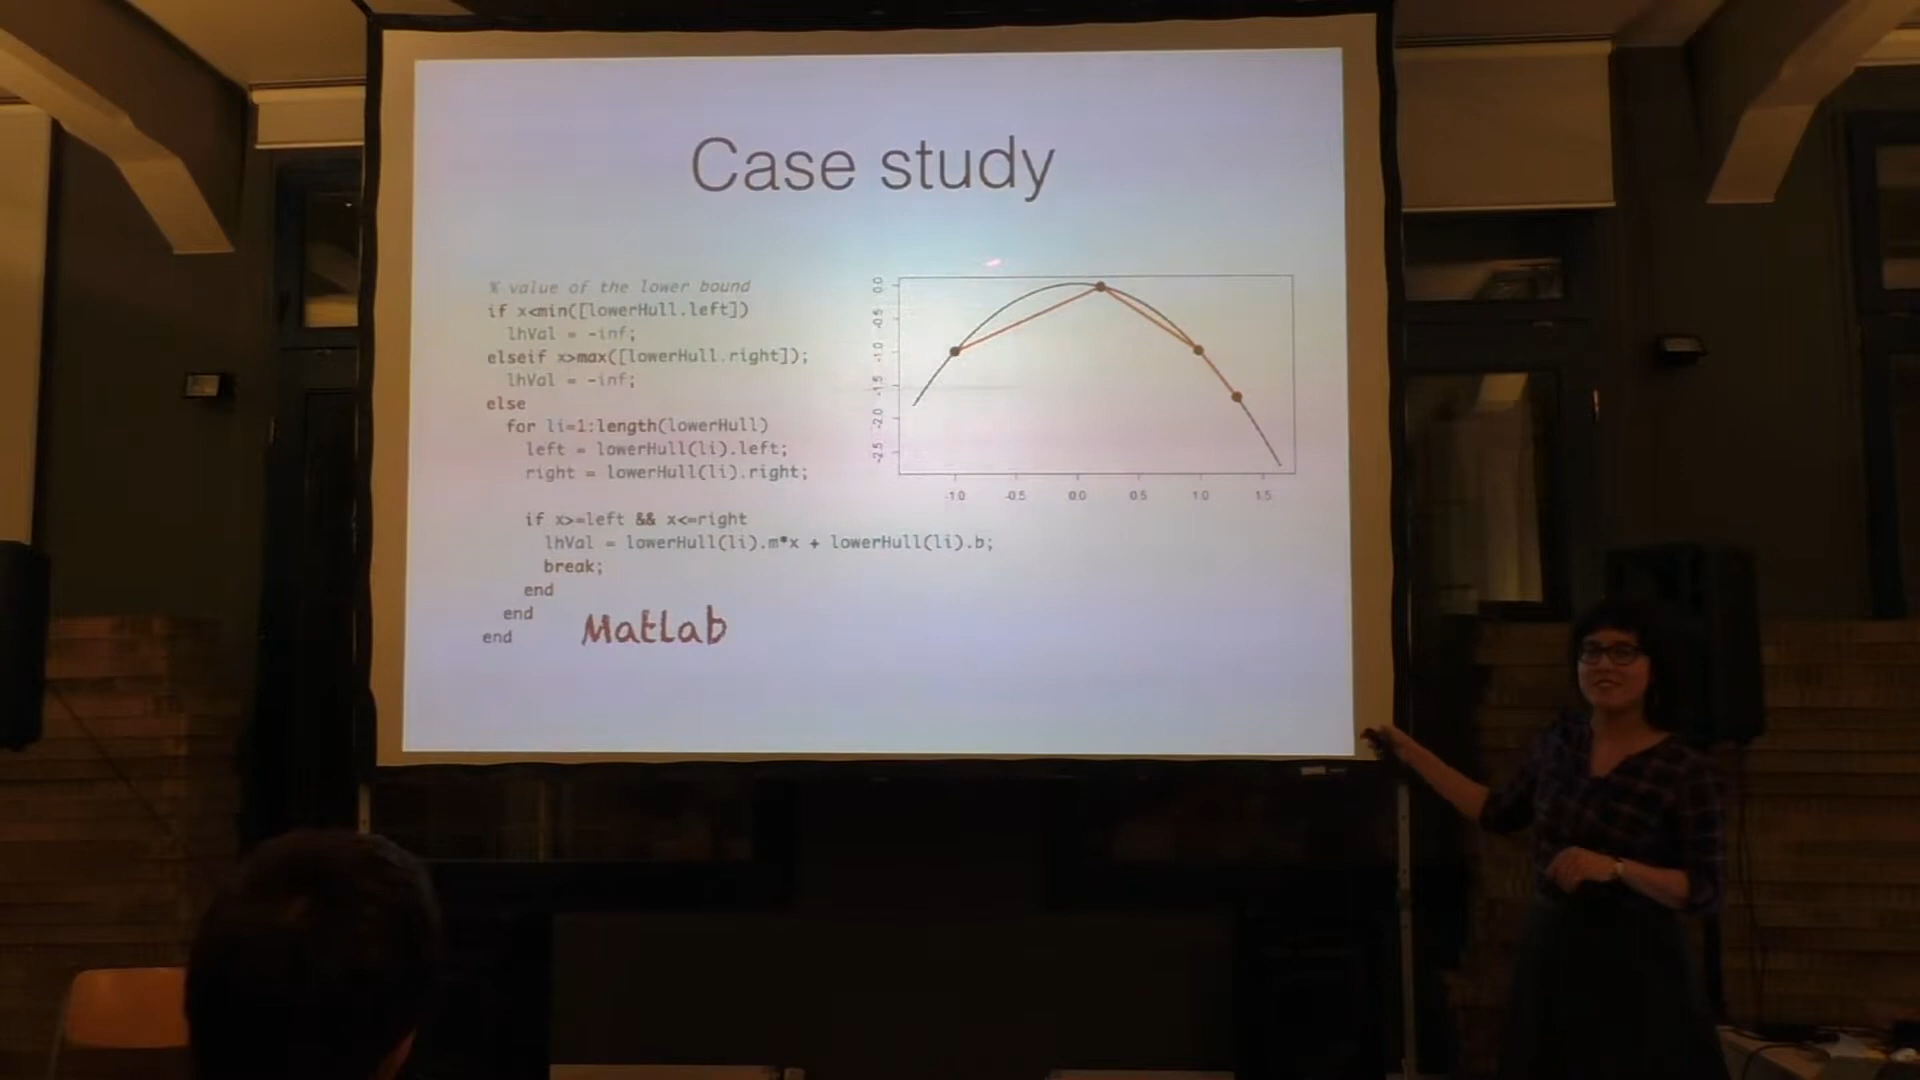 Case study
% value of the lower bound
if x<min([lowerHull.left])
lhVal = -inf;
elseif x>max([lowerHull.right]);
lhVal = -inf;
else
for li=1:length(lowerHull)
left = lowerHull(li).left;
right = lowerHull(li).right;
if x>=left && x<=right
lhVal = lowerHull(li).m*x + lowerHull(li).b;
break;
end
end
end
Matlab
0.0
-0.5
-1.0
-1.5
-2.0
-2.5
-1.0 -0.5 0.0 0.5 1.0 1.5